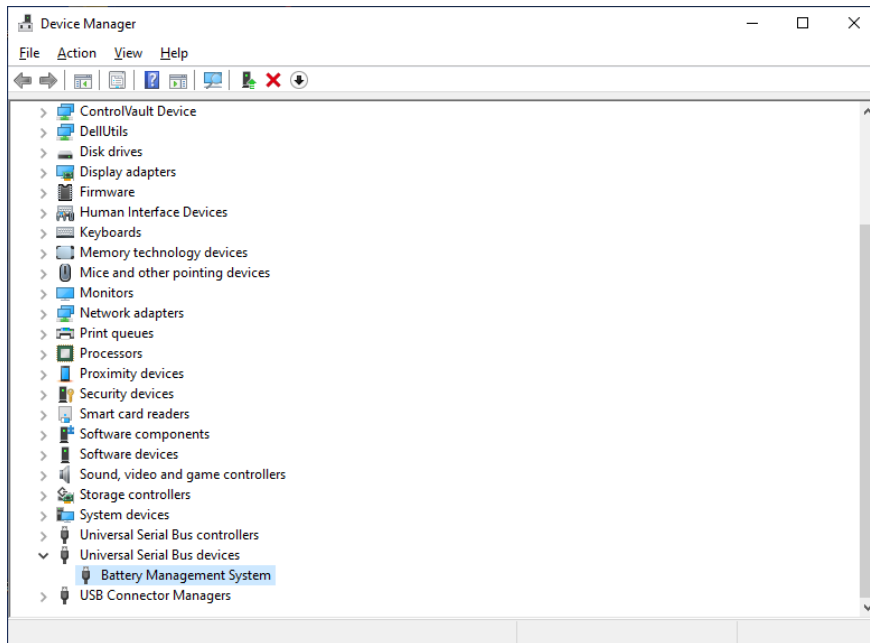 Device Manager
File Action View Help
ControlVault Device
DellUtils
Disk drives
Display adapters
Firmware
Human Interface Devices
Keyboards
Memory technology devices
Mice and other pointing devices
Monitors
Network adapters
Print queues
Processors
Proximity devices
Security devices
Smart card readers
Software components
Software devices
Sound, video and game controllers
Storage controllers
System devices
Universal Serial Bus controllers
Universal Serial Bus devices
Battery Management System
USB Connector Managers